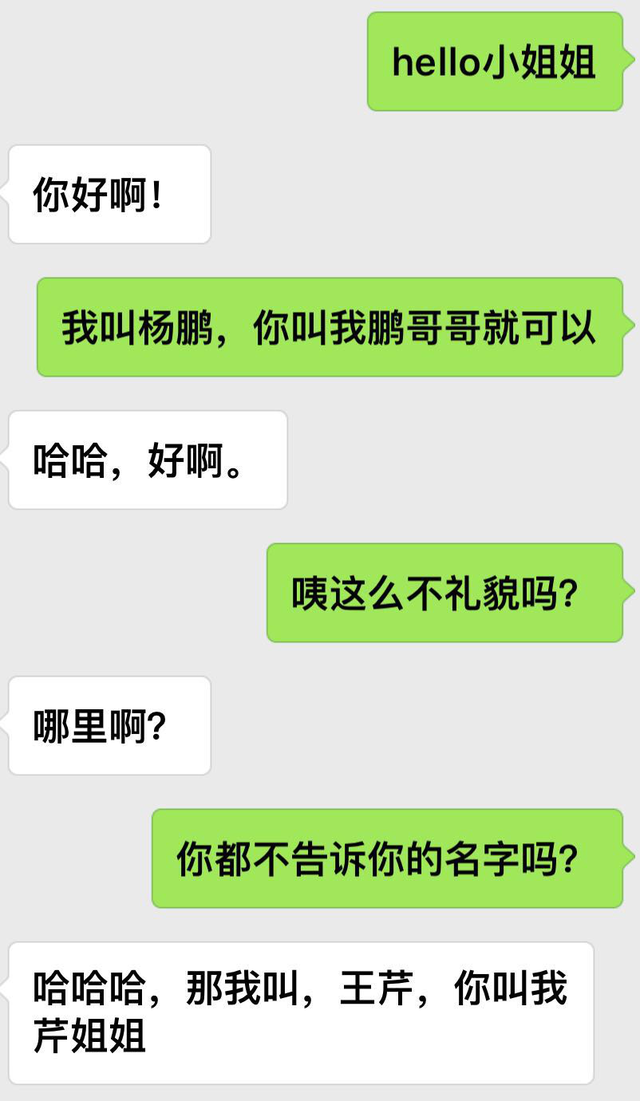 hello小姐姐
你好啊！
我叫杨鹏，你叫我鹏哥哥就可以
哈哈，好啊。
咦这么不礼貌吗？
哪里啊？
你都不告诉你的名字吗？
哈哈哈，那我叫，王芹，你叫我
芹姐姐